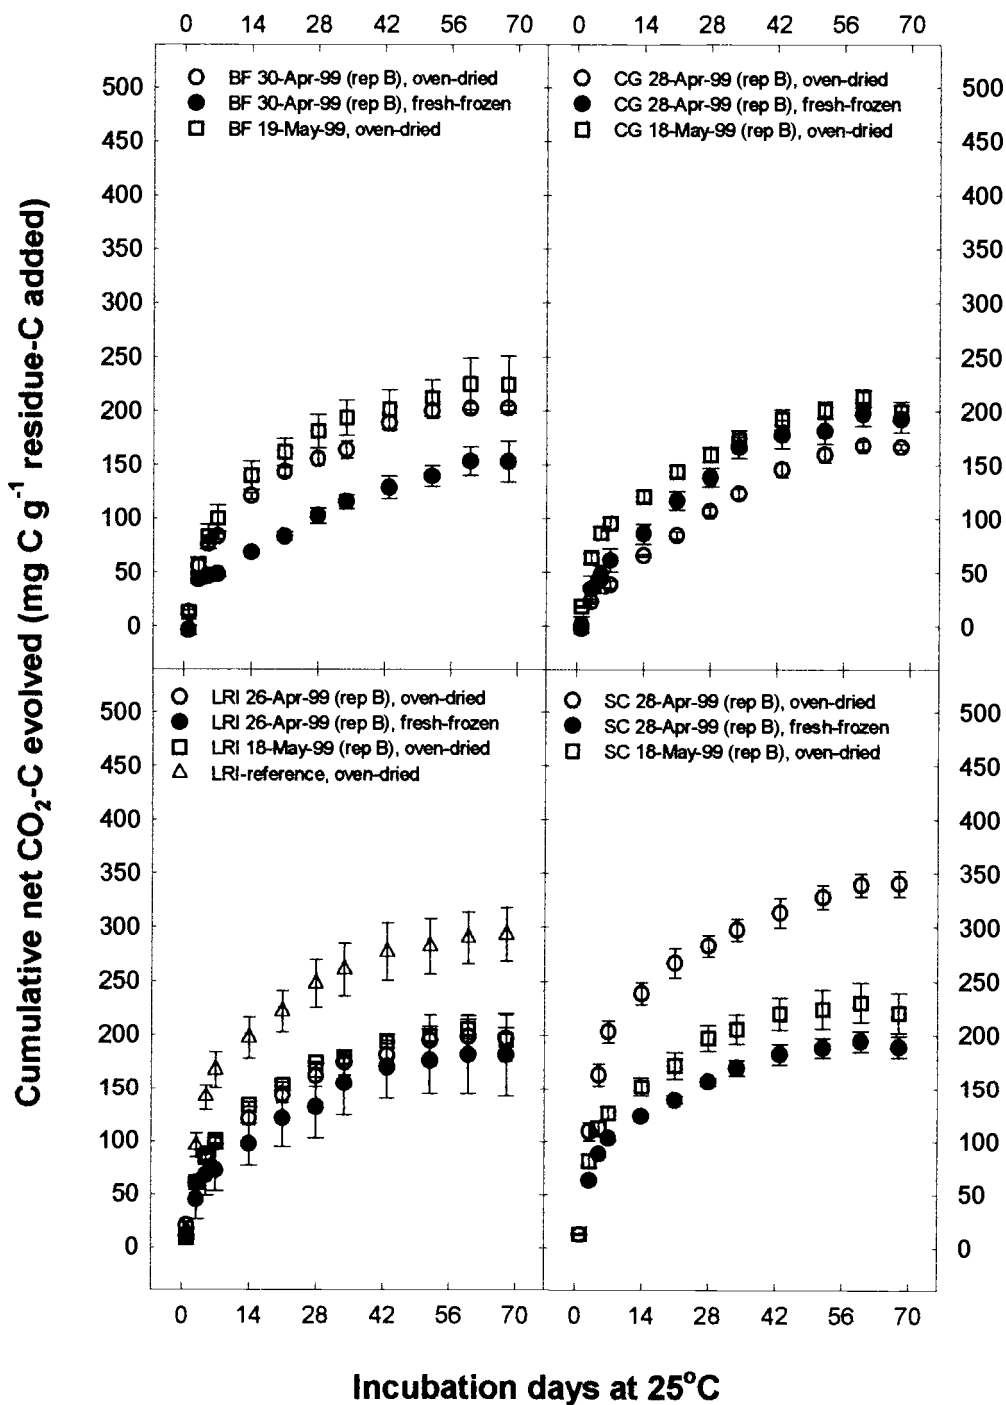 0 14 28 42 56 70 0 14 28 42 56 70
BF 30-Apr-99 (rep B), oven-dried
BF 30-Apr-99 (rep B), fresh-frozen
BF 19-May-99, oven-dried
CG 28-Apr-99 (rep B), oven-dried
CG 28-Apr-99 (rep B), fresh-frozen
CG 18-May-99 (rep B), oven-dried
500 500
450 450
400 400
350 350
300 300
250 250
200 200
150 150
100 100
50 50
0 0
LRI 26-Apr-99 (rep B), oven-dried
LRI 26-Apr-99 (rep B), fresh-frozen
LRI 18-May-99 (rep B), oven-dried
LRI-reference, oven-dried
SC 28-Apr-99 (rep B), oven-dried
SC 28-Apr-99 (rep B), fresh-frozen
SC 18-May-99 (rep B), oven-dried
500 500
450 450
400 400
350 350
300 300
250 250
200 200
150 150
100 100
50 50
0 0
0 14 28 42 56 70 0 14 28 42 56 70
Cumulative net CO₂-C evolved (mg C g⁻¹ residue-C added)
Incubation days at 25°C